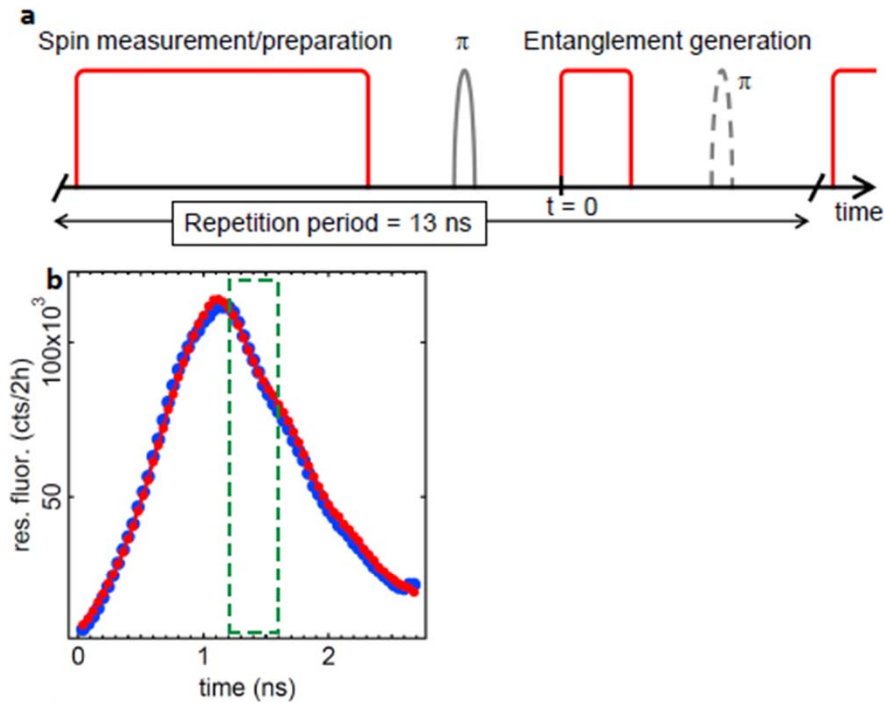 a
Spin measurement/preparation π Entanglement generation
π
t = 0
time
Repetition period = 13 ns
b
res. fluor. (cts/2h)
100x10³
50
0 1 2
time (ns)